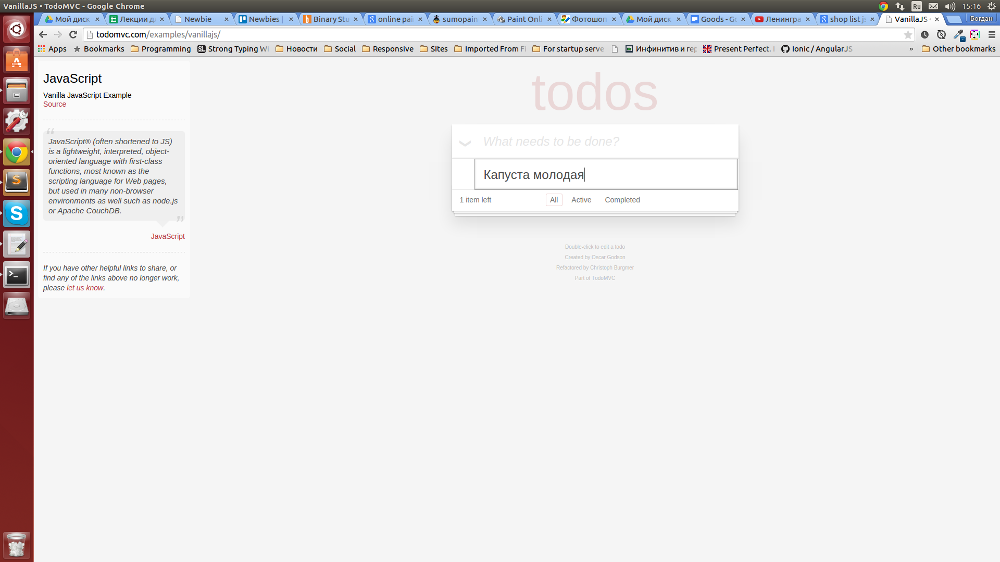 VanillaJS • TodoMVC - Google Chrome
Ru
15:16
Мой диск
Лекции д
Newbie
Newbies |
Binary Stu
online pai
sumopain
Paint Onli
Фотошоп
Мой диск
Goods - Go
Ленингра
shop list js
VanillaJS
Богдан
todomvc.com/examples/vanillajs/
Apps
Bookmarks
Programming
Strong Typing Wi
Новости
Social
Responsive
SItes
Imported From Fi
For startup serve
Инфинитив и гер
Present Perfect.
Ionic / AngularJS
»
Other bookmarks
JavaScript
Vanilla JavaScript Example
Source
“
JavaScript® (often shortened to JS)
is a lightweight, interpreted, object-
oriented language with first-class
functions, most known as the
scripting language for Web pages,
but used in many non-browser
environments as well such as node.js
or Apache CouchDB.
”
JavaScript
If you have other helpful links to share, or
find any of the links above no longer work,
please let us know.
todos
What needs to be done?
Капуста молодая
1 item left
All
Active
Completed
Double-click to edit a todo
Created by Oscar Godson
Refactored by Christoph Burgmer
Part of TodoMVC